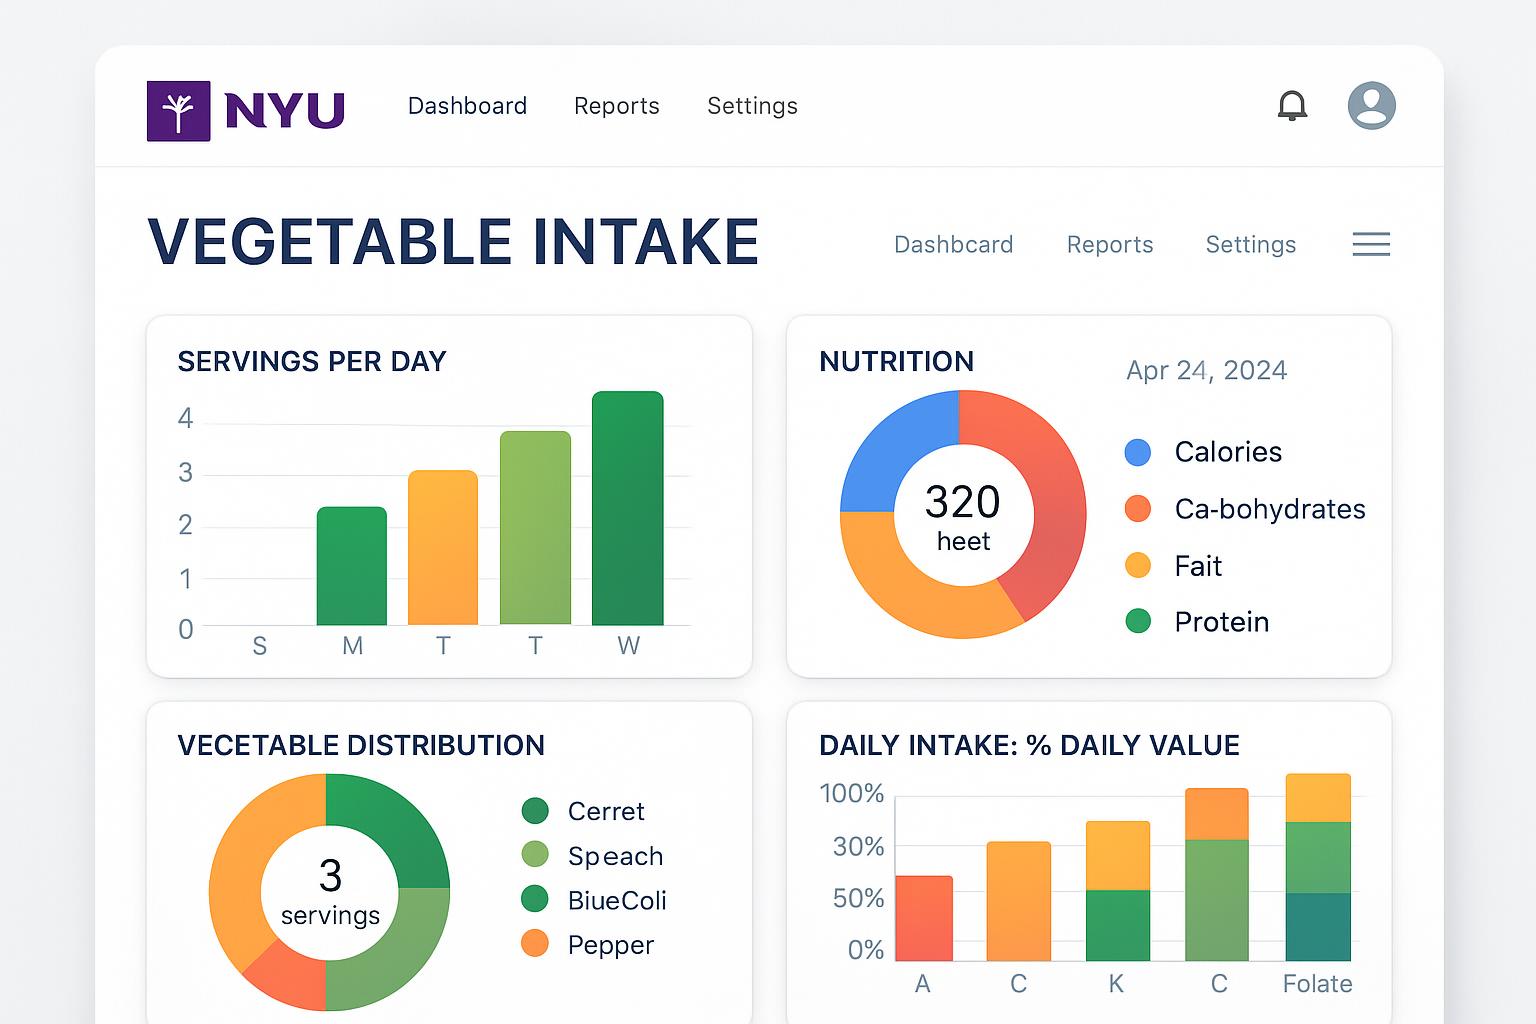 NYU Dashboard Reports Settings
VEGETABLE INTAKE
Dashbcard Reports Settings
SERVINGS PER DAY
4
3
2
1
0
S M T T W
NUTRITION
Apr 24, 2024
320
heet
Calories
Ca-bohydrates
Fait
Protein
VECETABLE DISTRIBUTION
3
servings
Cerret
Speach
BiueColi
Pepper
DAILY INTAKE: % DAILY VALUE
100%
30%
50%
0%
A C K C Folate